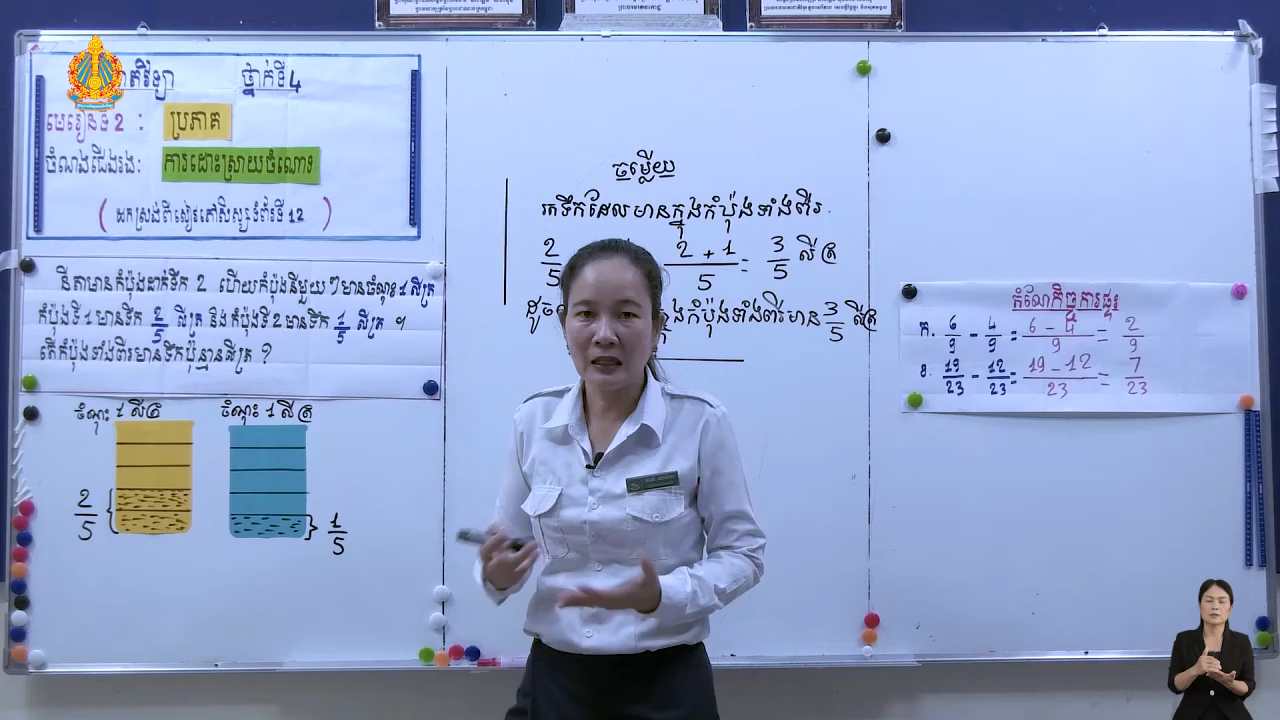 ថ្នាក់ទី4
មេរៀនទី 2 : ប្រភាគ
ចំណងជើងរង: ការដោះស្រាយចំណោទ
(ដកស្រង់ពីសៀវភៅសិស្សទំព័រទី 12)
នីតាមានកំប៉ុងដាក់ទឹក 2 ហើយកំប៉ុងនីមួយៗមានចំណុះ 1 លីត្រ
កំប៉ុងទី 1 មានទឹក 2/5 លីត្រ និងកំប៉ុងទី 2 មានទឹក 1/5 លីត្រ ។
តើកំប៉ុងទាំងពីរមានទឹកប៉ុន្មានលីត្រ ?
ចំណុះ 1 លីត្រ
ចំណុះ 1 លីត្រ
2/5
1/5
ចម្លើយ
រកទឹកដែលមានក្នុងកំប៉ុងទាំងពីរ
2/5 2 + 1/5 = 3/5 លីត្រ
កំប៉ុងទាំងពីរមាន 3/5 លីត្រ
កំណែកិច្ចការផ្ទះ
ក. 6/9 - 4/9 = 6 - 4/9 = 2/9
ខ. 19/23 - 12/23 = 19 - 12/23 = 7/23